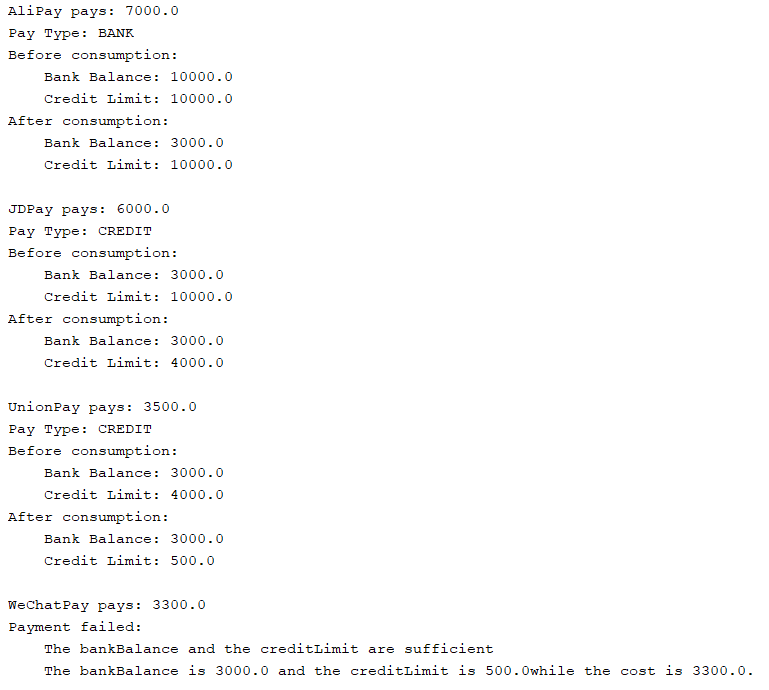 AliPay pays: 7000.0
Pay Type: BANK
Before consumption:
    Bank Balance: 10000.0
    Credit Limit: 10000.0
After consumption:
    Bank Balance: 3000.0
    Credit Limit: 10000.0

JDPay pays: 6000.0
Pay Type: CREDIT
Before consumption:
    Bank Balance: 3000.0
    Credit Limit: 10000.0
After consumption:
    Bank Balance: 3000.0
    Credit Limit: 4000.0

UnionPay pays: 3500.0
Pay Type: CREDIT
Before consumption:
    Bank Balance: 3000.0
    Credit Limit: 4000.0
After consumption:
    Bank Balance: 3000.0
    Credit Limit: 500.0

WeChatPay pays: 3300.0
Payment failed:
    The bankBalance and the creditLimit are sufficient
    The bankBalance is 3000.0 and the creditLimit is 500.0while the cost is 3300.0.